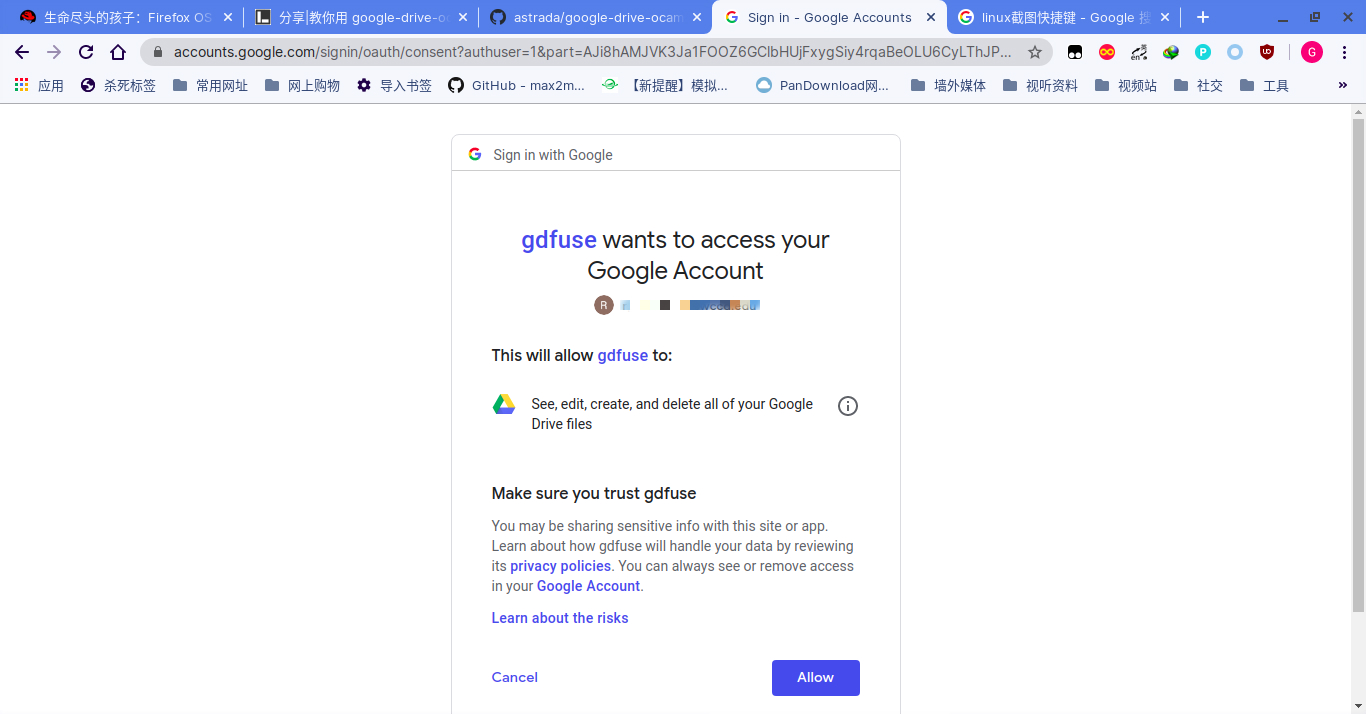 生命尽头的孩子：Firefox OS
分享|教你用 google-drive-oc
astrada/google-drive-ocam
Sign in - Google Accounts
linux截图快捷键 - Google 搜
accounts.google.com/signin/oauth/consent?authuser=1&part=AJi8hAMJVK3Ja1FOOZ6GClbHUjFxygSiy4rqaBeOLU6CyLThJP...
G
应用
杀死标签
常用网址
网上购物
导入书签
GitHub - max2m...
【新提醒】模拟...
PanDownload网...
墙外媒体
视听资料
视频站
社交
工具
»
Sign in with Google
gdfuse wants to access your
Google Account
R
This will allow gdfuse to:
See, edit, create, and delete all of your Google
Drive files
Make sure you trust gdfuse
You may be sharing sensitive info with this site or app.
Learn about how gdfuse will handle your data by reviewing
its privacy policies. You can always see or remove access
in your Google Account.
Learn about the risks
Cancel
Allow